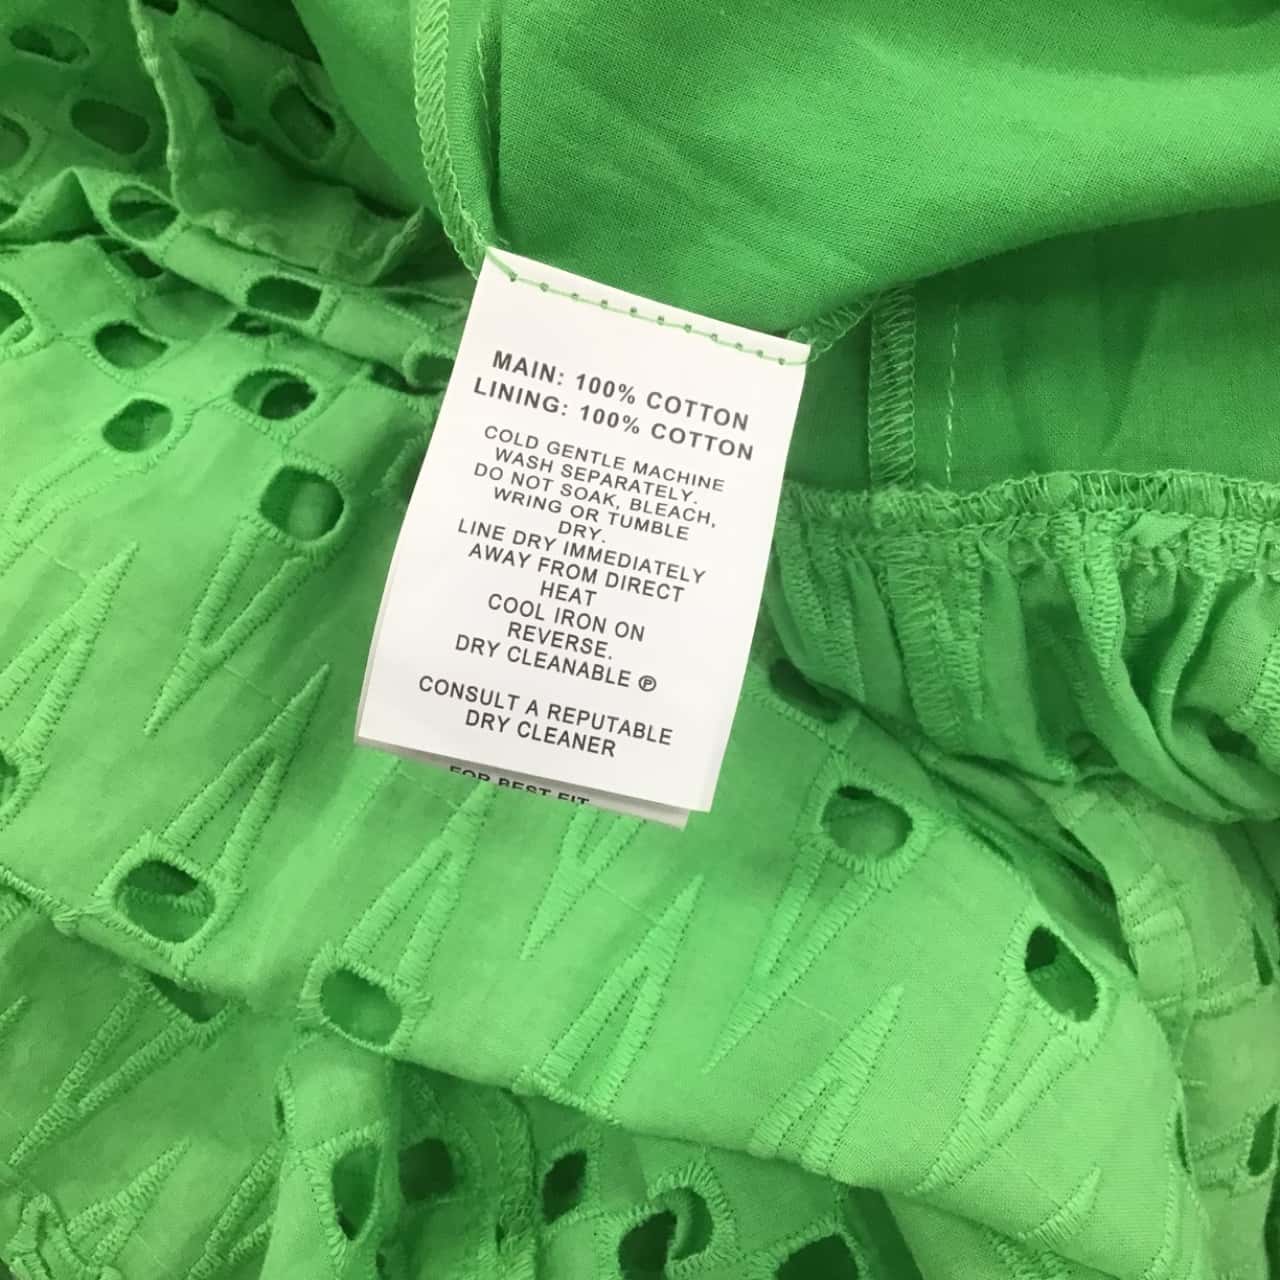 MAIN: 100% COTTON
LINING: 100% COTTON
COLD GENTLE MACHINE
WASH SEPARATELY.
DO NOT SOAK, BLEACH,
WRING OR TUMBLE
DRY.
LINE DRY IMMEDIATELY
AWAY FROM DIRECT
HEAT
COOL IRON ON
REVERSE.
DRY CLEANABLE Ⓟ
CONSULT A REPUTABLE
DRY CLEANER
FOR BEST FIT